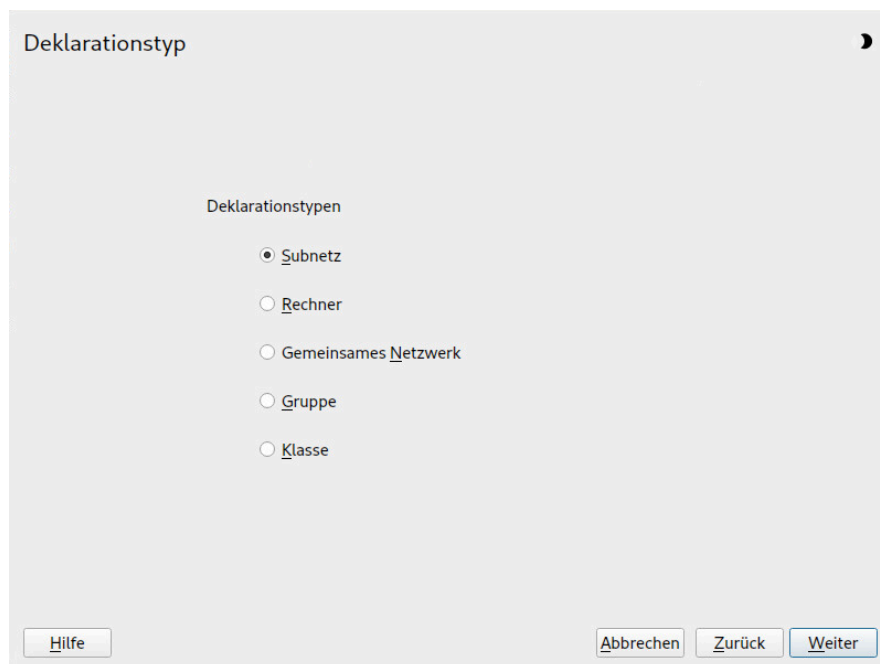 Deklarationstyp
Deklarationstypen
Subnetz
Rechner
Gemeinsames Netzwerk
Gruppe
Klasse
Hilfe
Abbrechen
Zurück
Weiter